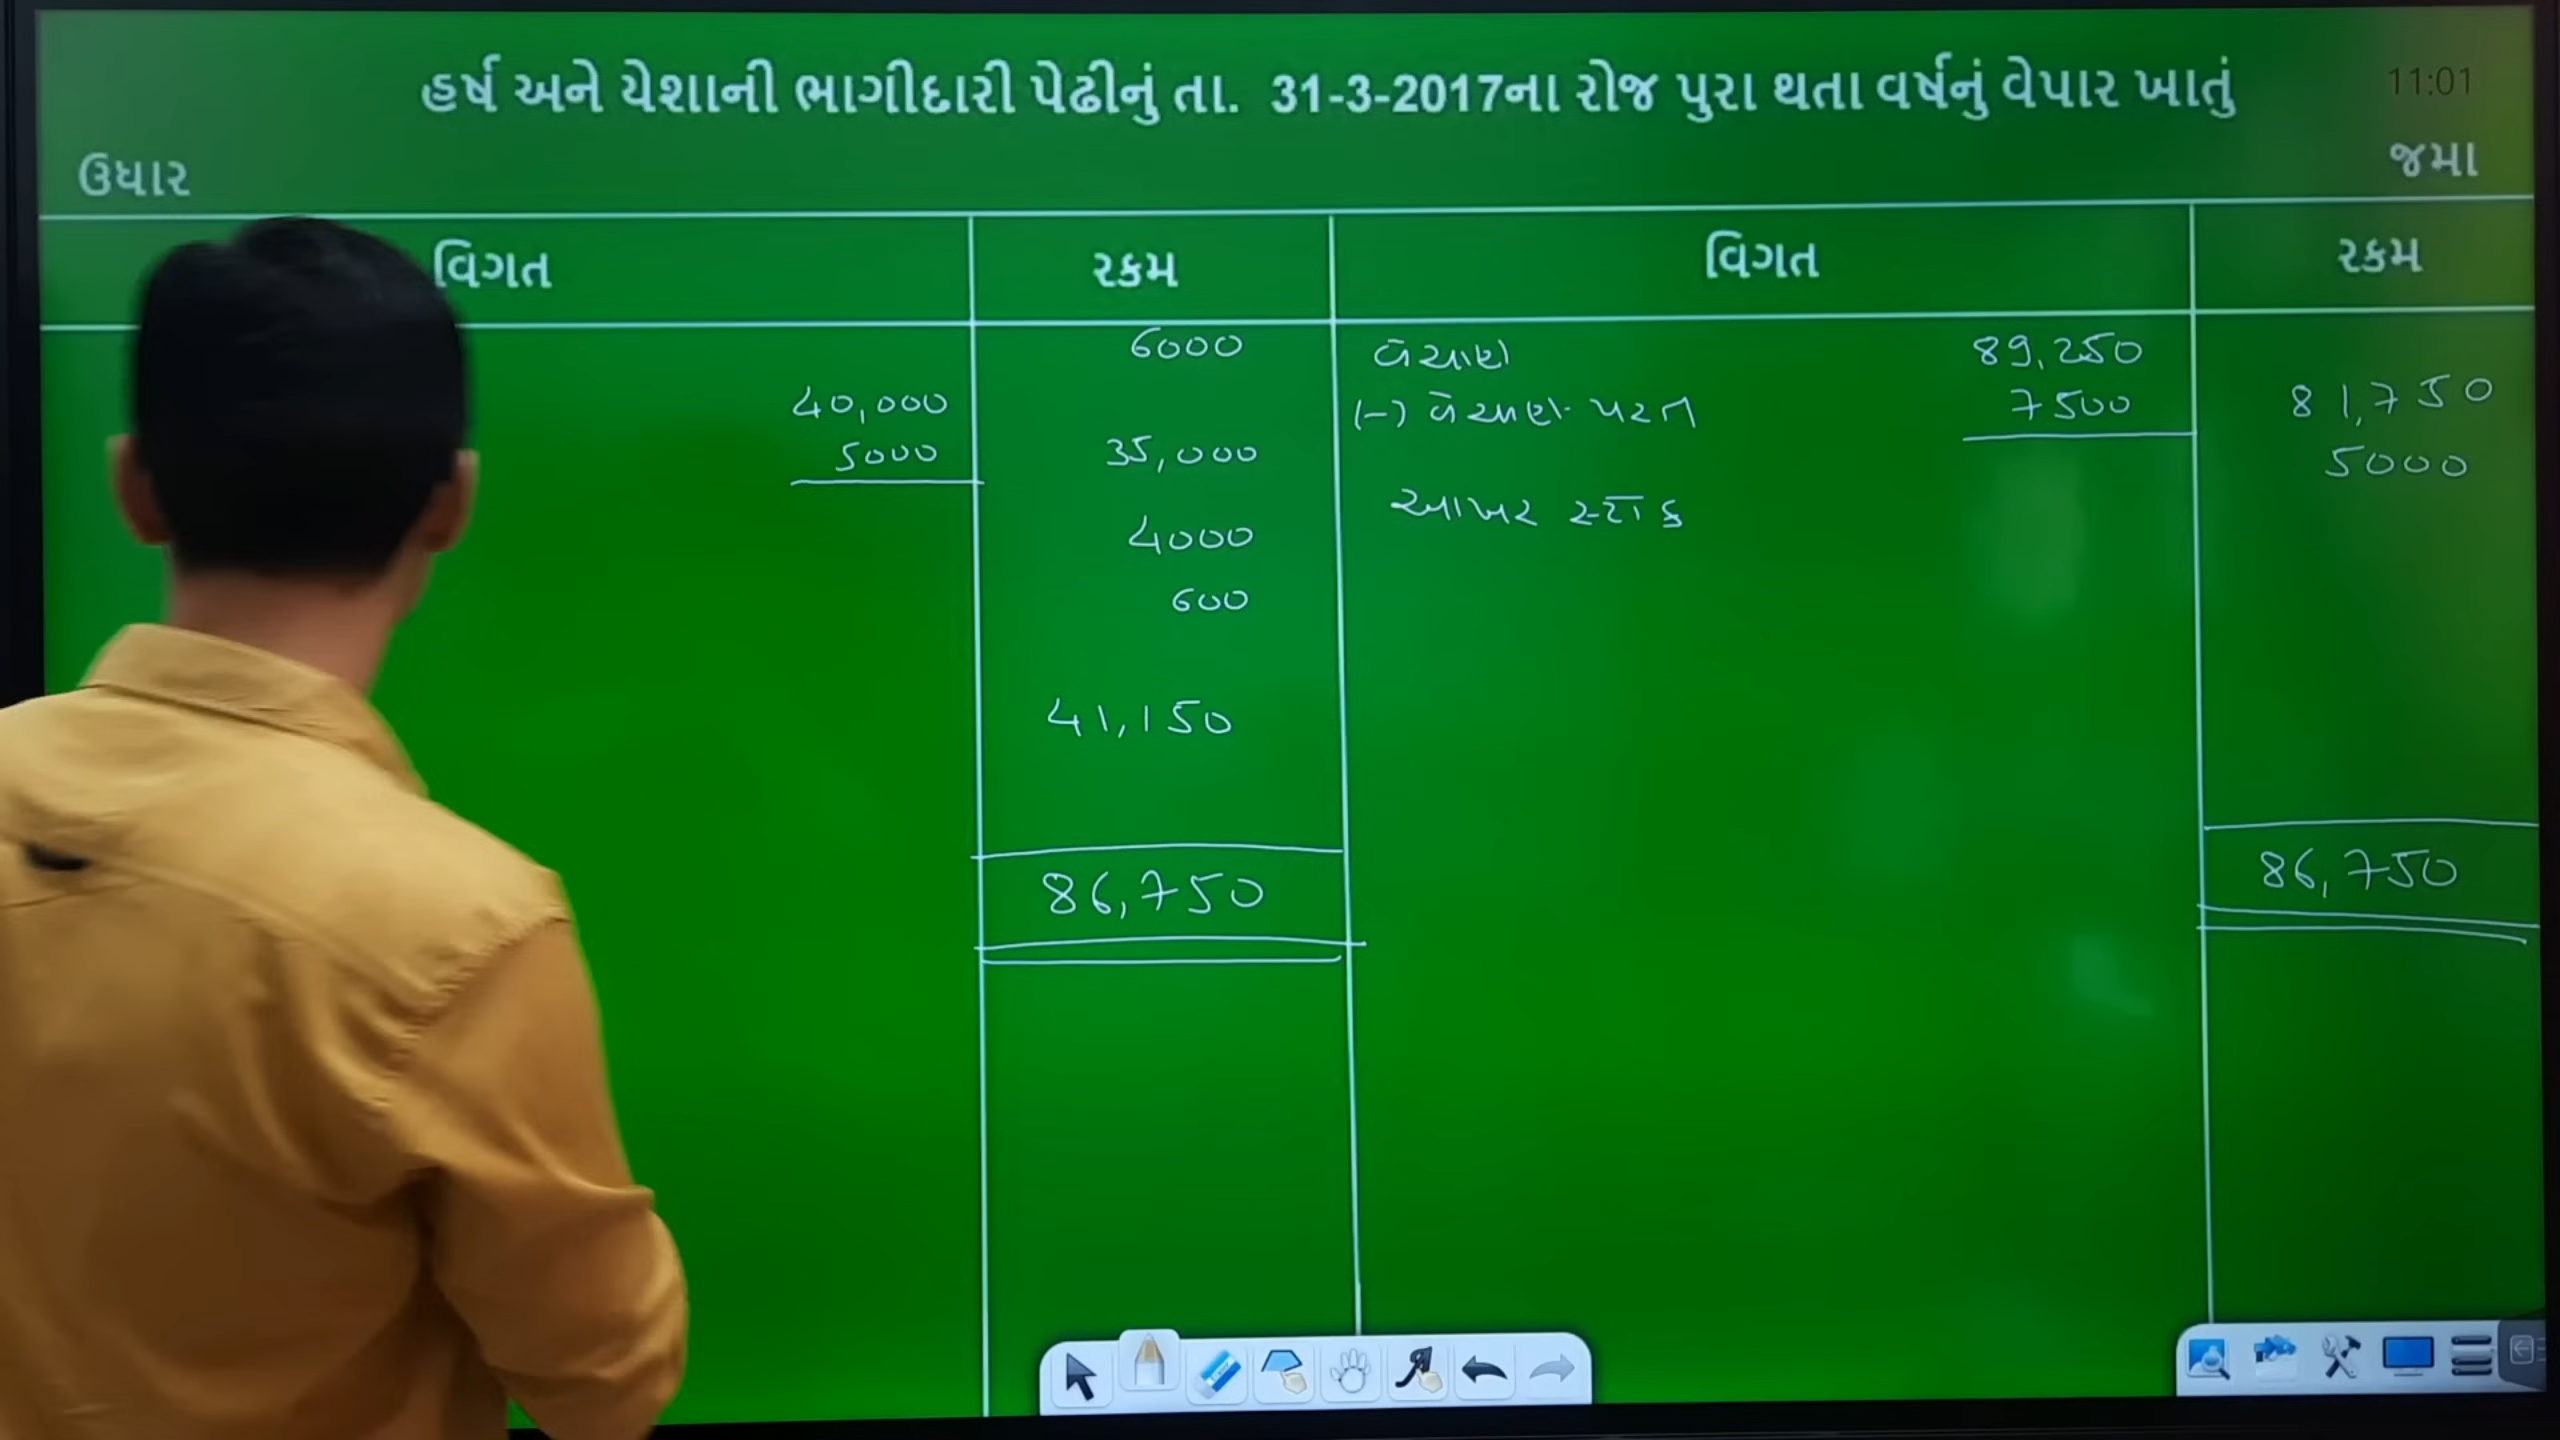 હર્ષ અને યેશાની ભાગીદારી પેઢીનું તા. 31-3-2017ના રોજ પુરા થતા વર્ષનું વેપાર ખાતું
11:01
ઉધાર
જમા
વિગત રકમ વિગત રકમ
6000
40,000
5000 35,000
4000
600
41,150
86,750
વેચાણ 89,250
(-) વેચાણ પરત 7500 81,750
5000
આખર સ્ટોક
86,750